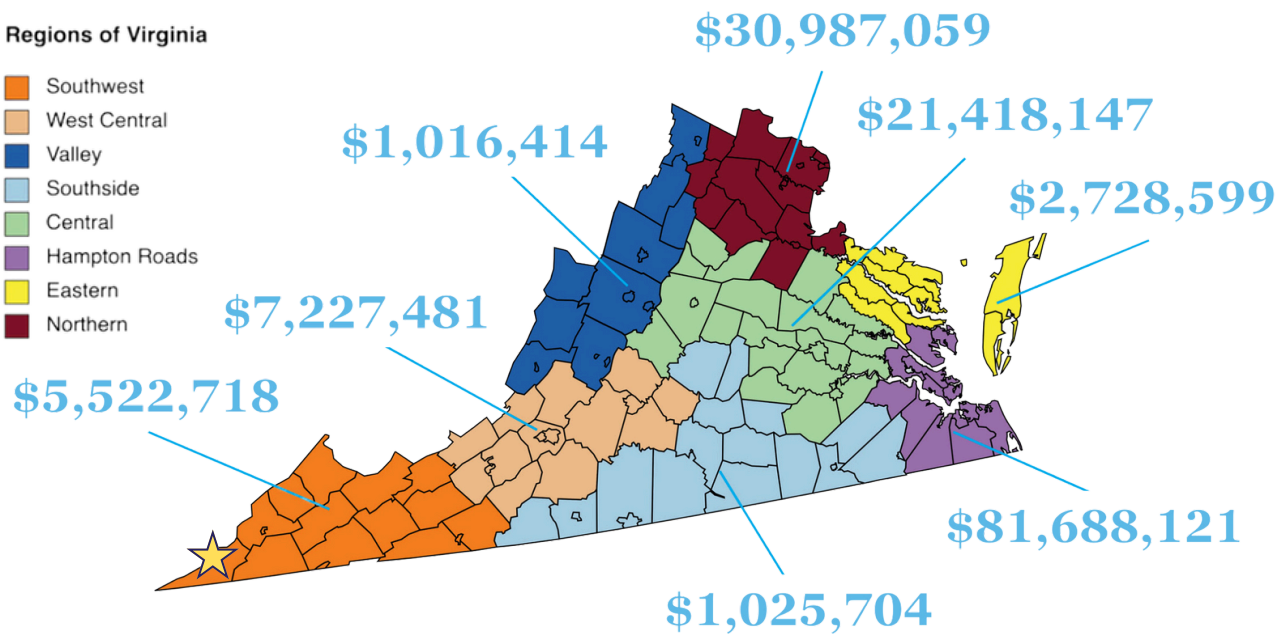 Regions of Virginia
Southwest
West Central
Valley
Southside
Central
Hampton Roads
Eastern
Northern
$30,987,059
$21,418,147
$1,016,414
$2,728,599
$7,227,481
$5,522,718
$81,688,121
$1,025,704